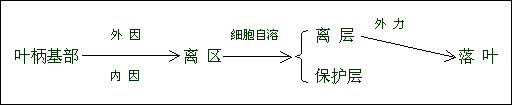 叶柄基部
外 因
内 因
离 区
细胞自溶
离 层
保护层
外 力
落 叶